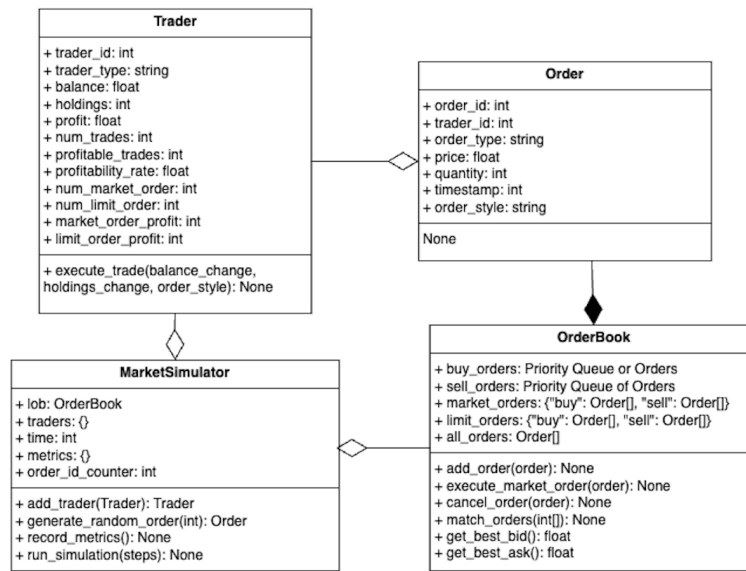 Trader
+ trader_id: int
+ trader_type: string
+ balance: float
+ holdings: int
+ profit: float
+ num_trades: int
+ profitable_trades: int
+ profitability_rate: float
+ num_market_order: int
+ num_limit_order: int
+ market_order_profit: int
+ limit_order_profit: int
+ execute_trade(balance_change,
holdings_change, order_style): None
Order
+ order_id: int
+ trader_id: int
+ order_type: string
+ price: float
+ quantity: int
+ timestamp: int
+ order_style: string
None
MarketSimulator
+ lob: OrderBook
+ traders: {}
+ time: int
+ metrics: {}
+ order_id_counter: int
+ add_trader(Trader): Trader
+ generate_random_order(int): Order
+ record_metrics(): None
+ run_simulation(steps): None
OrderBook
+ buy_orders: Priority Queue or Orders
+ sell_orders: Priority Queue of Orders
+ market_orders: {"buy": Order[], "sell": Order[]}
+ limit_orders: {"buy": Order[], "sell": Order[]}
+ all_orders: Order[]
+ add_order(order): None
+ execute_market_order(order): None
+ cancel_order(order): None
+ match_orders(int[]): None
+ get_best_bid(): float
+ get_best_ask(): float